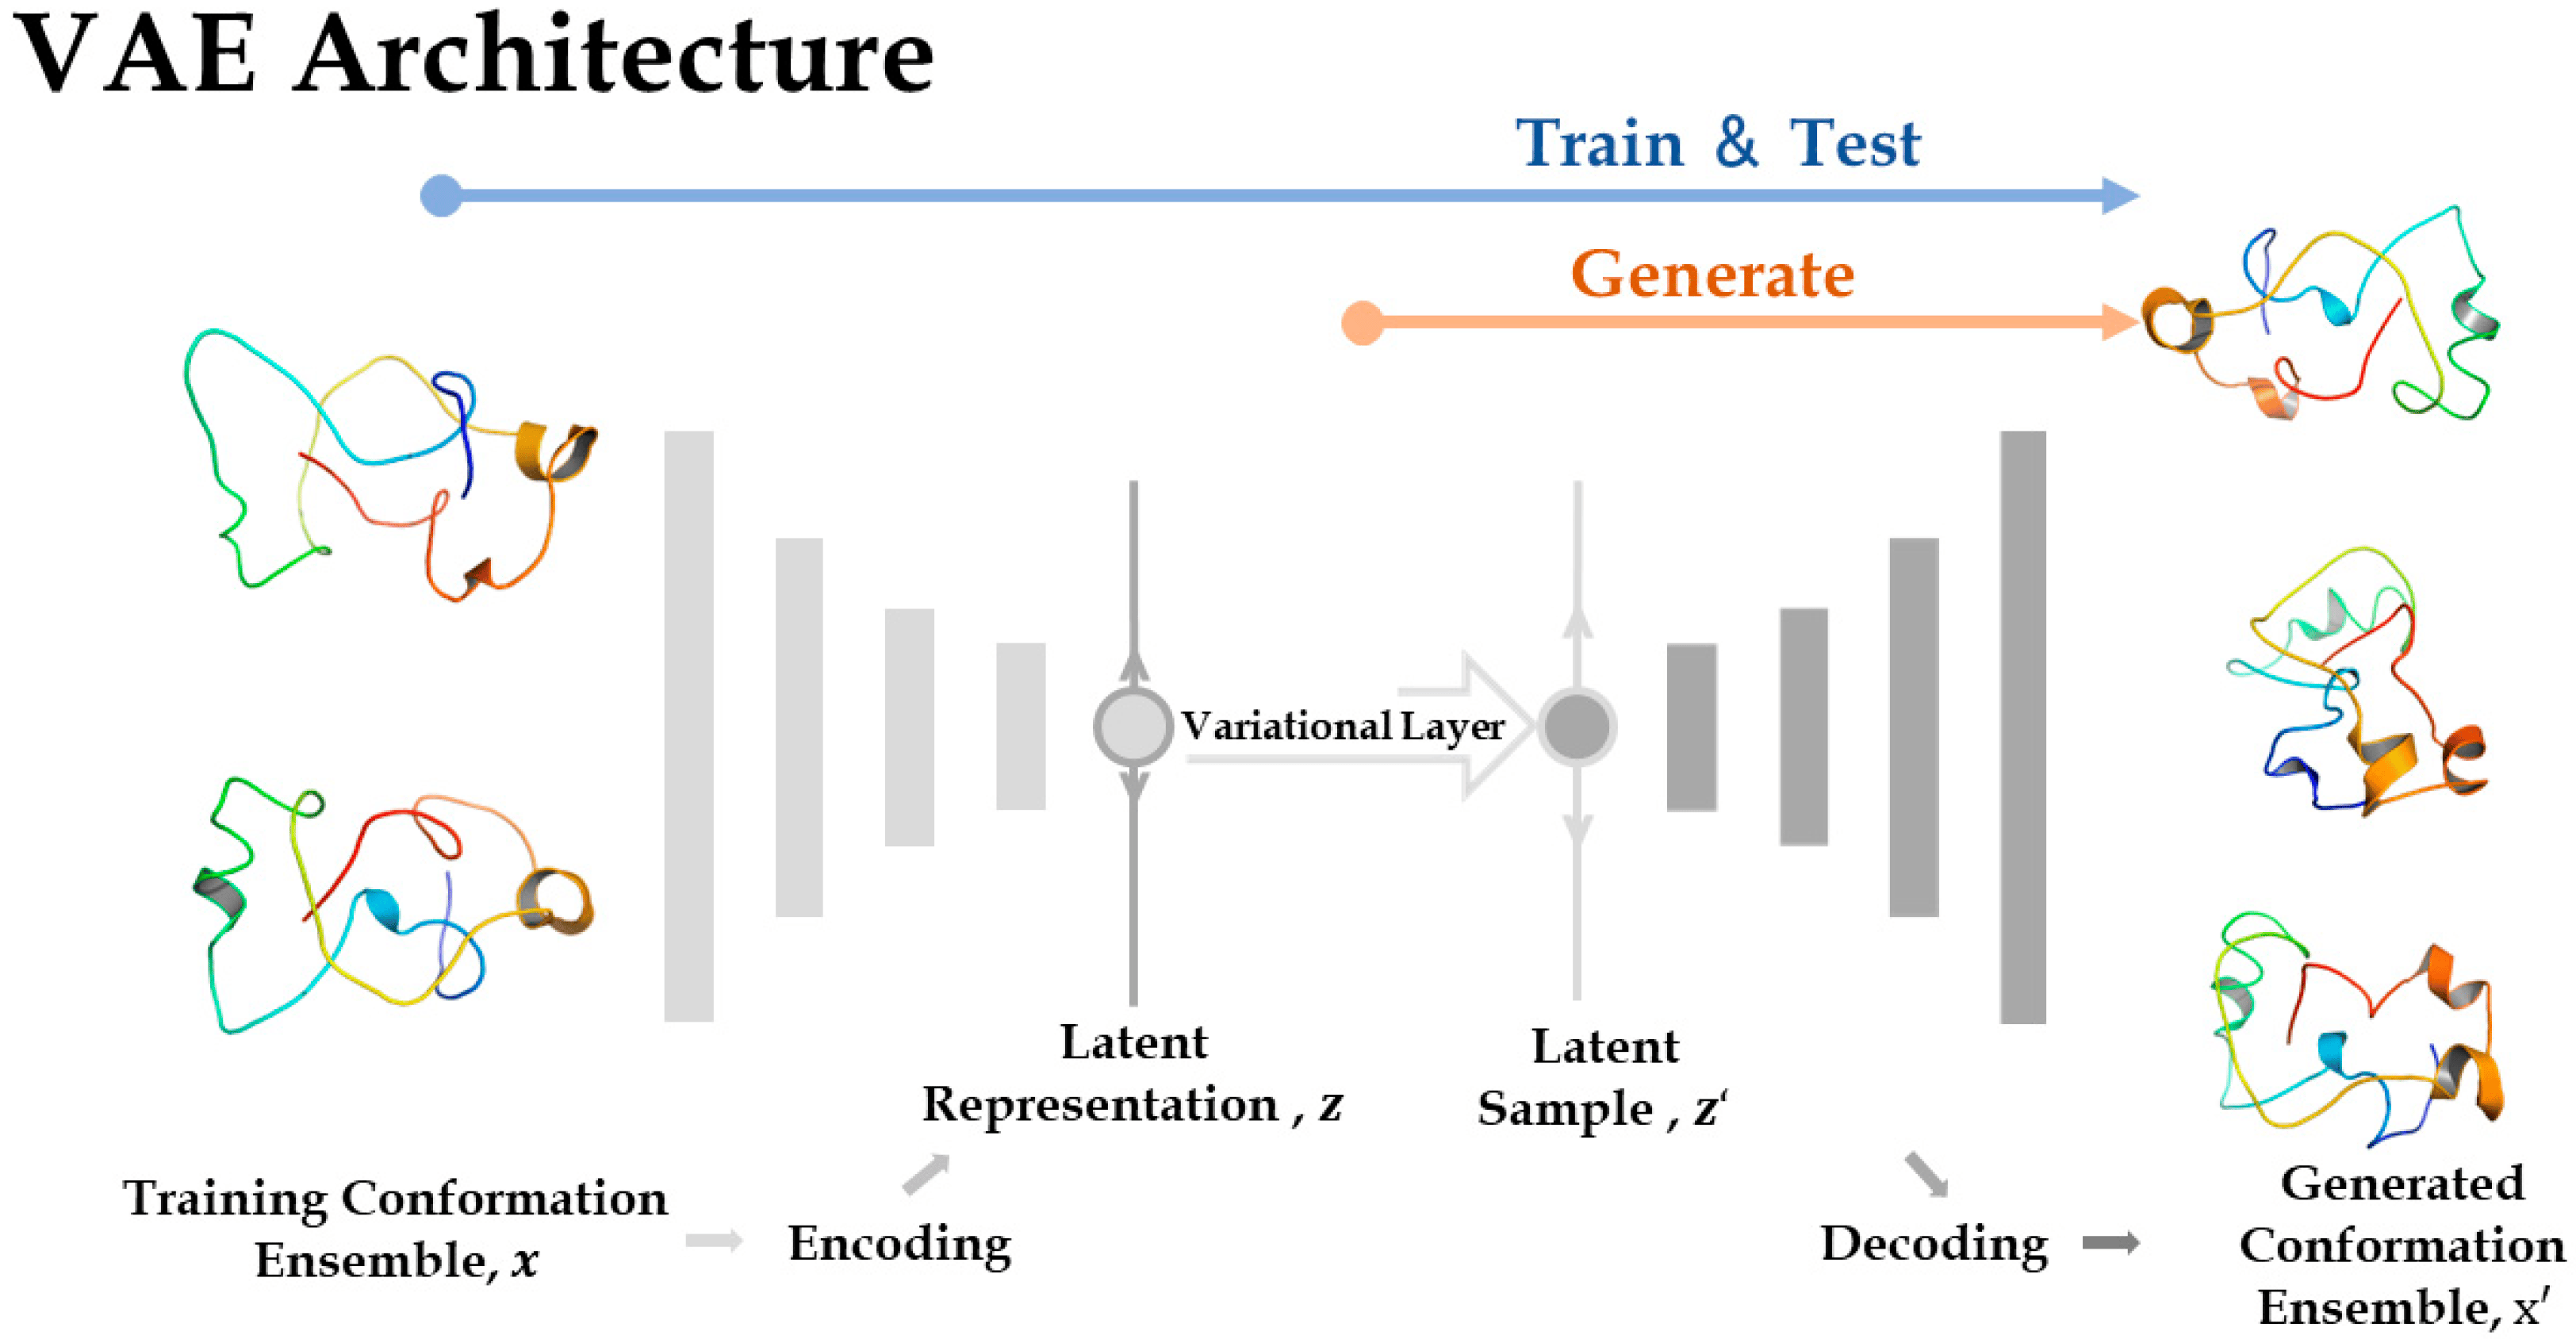 VAE Architecture
Train & Test
Generate
Variational Layer
Latent
Representation , z
Latent
Sample , z‘
Training Conformation
Ensemble, x
Encoding
Decoding
Generated
Conformation
Ensemble, x′